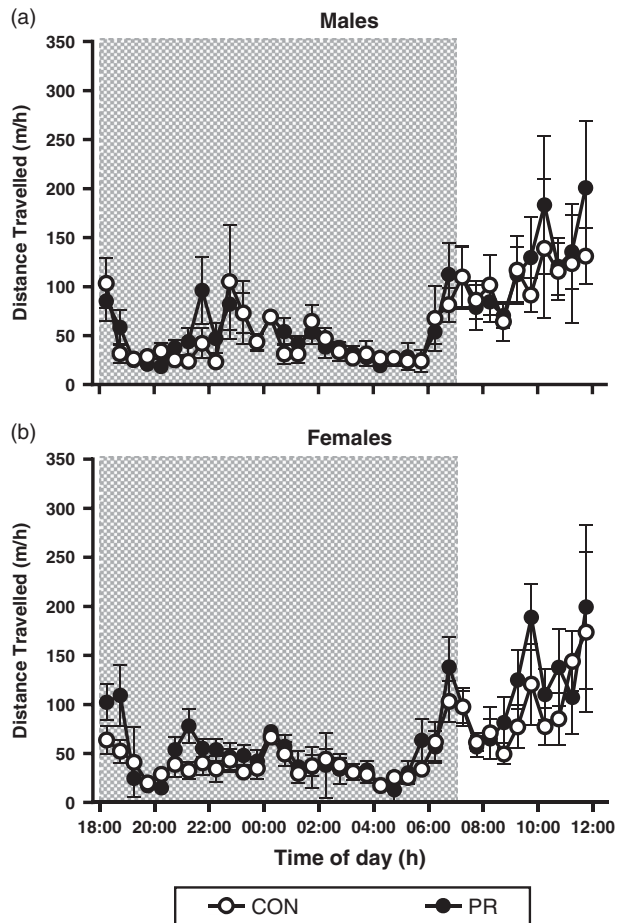 (a)
Males
Distance Travelled (m/h)
350
300
250
200
150
100
50
0
(b)
Females
Distance Travelled (m/h)
350
300
250
200
150
100
50
0
18:00 20:00 22:00 00:00 02:00 04:00 06:00 08:00 10:00 12:00
Time of day (h)
CON PR